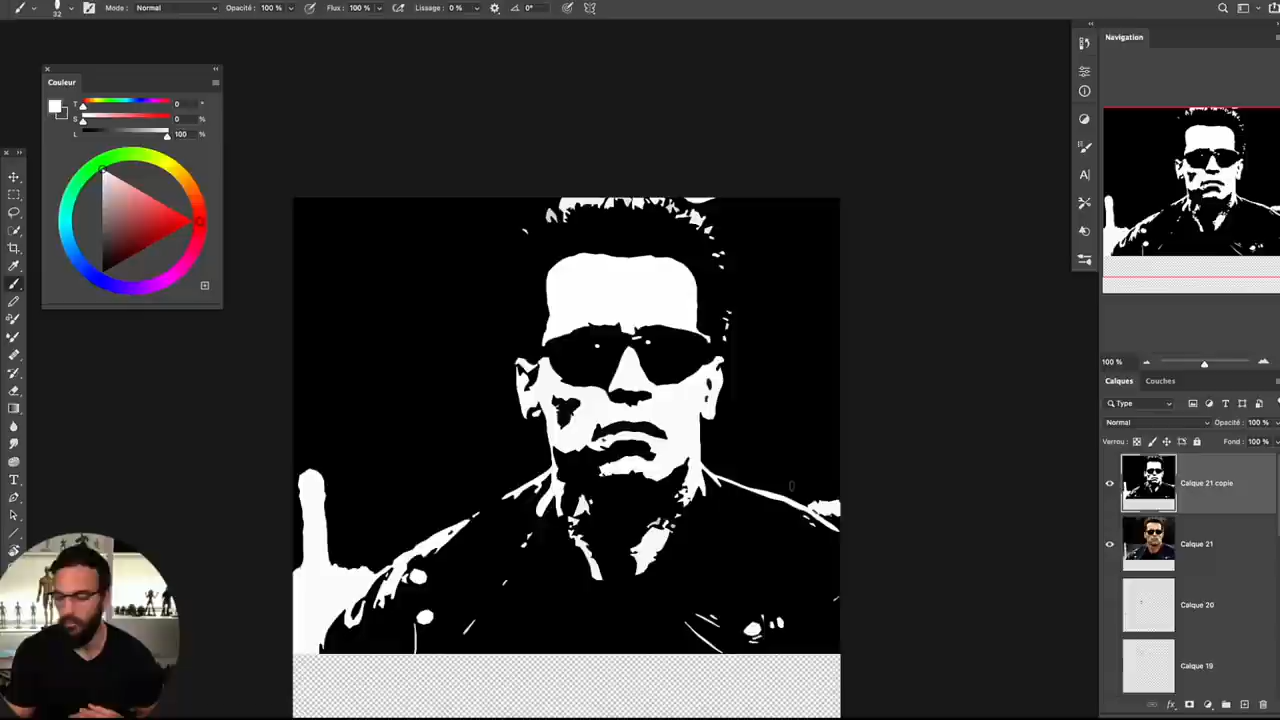 32 Mode : Normal Opacité : 100 % Flux : 100 % Lissage : 0 % 0°
Navigation
Couleur
T 0 °
S 0 %
L 100 %
100 %
Calques Couches
Type
Normal Opacité : 100 %
Verrou : Fond : 100 %
Calque 21 copie
Calque 21
Calque 20
Calque 19